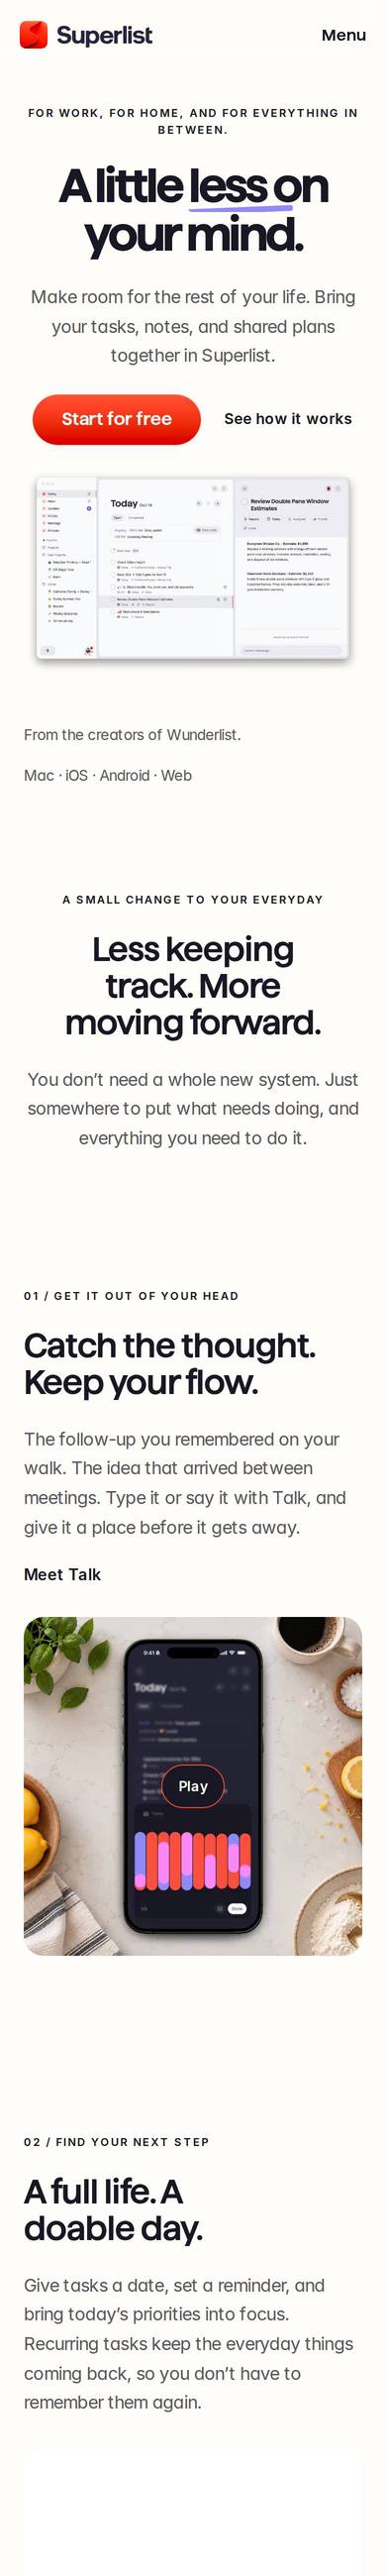 Superlist
Menu
FOR WORK, FOR HOME, AND FOR EVERYTHING IN
BETWEEN.
A little less on
your mind.
Make room for the rest of your life. Bring
your tasks, notes, and shared plans
together in Superlist.
Start for free
See how it works
Today
Review Double Pane Window
Estimates
From the creators of Wunderlist.
Mac · iOS · Android · Web
A SMALL CHANGE TO YOUR EVERYDAY
Less keeping
track. More
moving forward.
You don’t need a whole new system. Just
somewhere to put what needs doing, and
everything you need to do it.
01 / GET IT OUT OF YOUR HEAD
Catch the thought.
Keep your flow.
The follow-up you remembered on your
walk. The idea that arrived between
meetings. Type it or say it with Talk, and
give it a place before it gets away.
Meet Talk
9:41
Today
Play
Done
02 / FIND YOUR NEXT STEP
A full life. A
doable day.
Give tasks a date, set a reminder, and
bring today’s priorities into focus.
Recurring tasks keep the everyday things
coming back, so you don’t have to
remember them again.